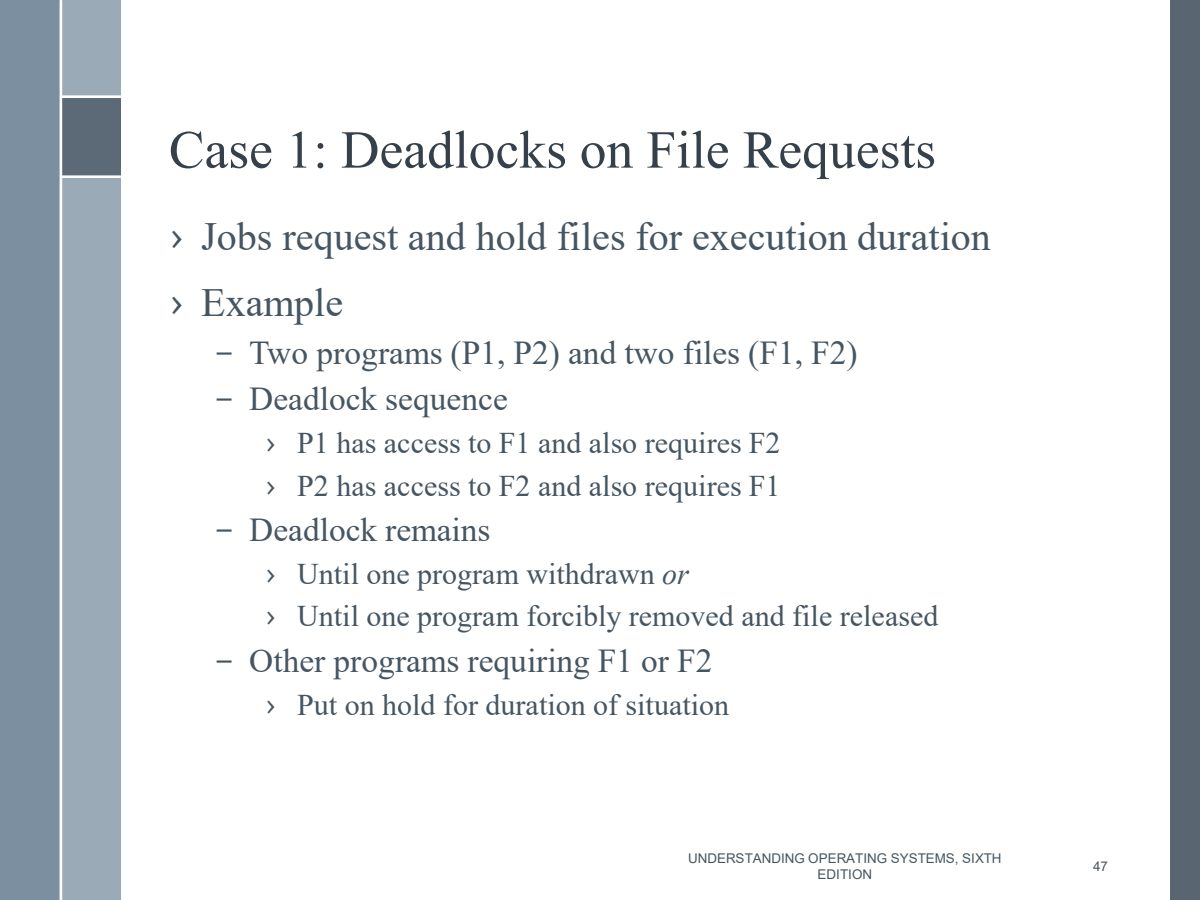 Case 1: Deadlocks on File Requests
› Jobs request and hold files for execution duration
› Example
– Two programs (P1, P2) and two files (F1, F2)
– Deadlock sequence
› P1 has access to F1 and also requires F2
› P2 has access to F2 and also requires F1
– Deadlock remains
› Until one program withdrawn or
› Until one program forcibly removed and file released
– Other programs requiring F1 or F2
› Put on hold for duration of situation
UNDERSTANDING OPERATING SYSTEMS, SIXTH
EDITION
47